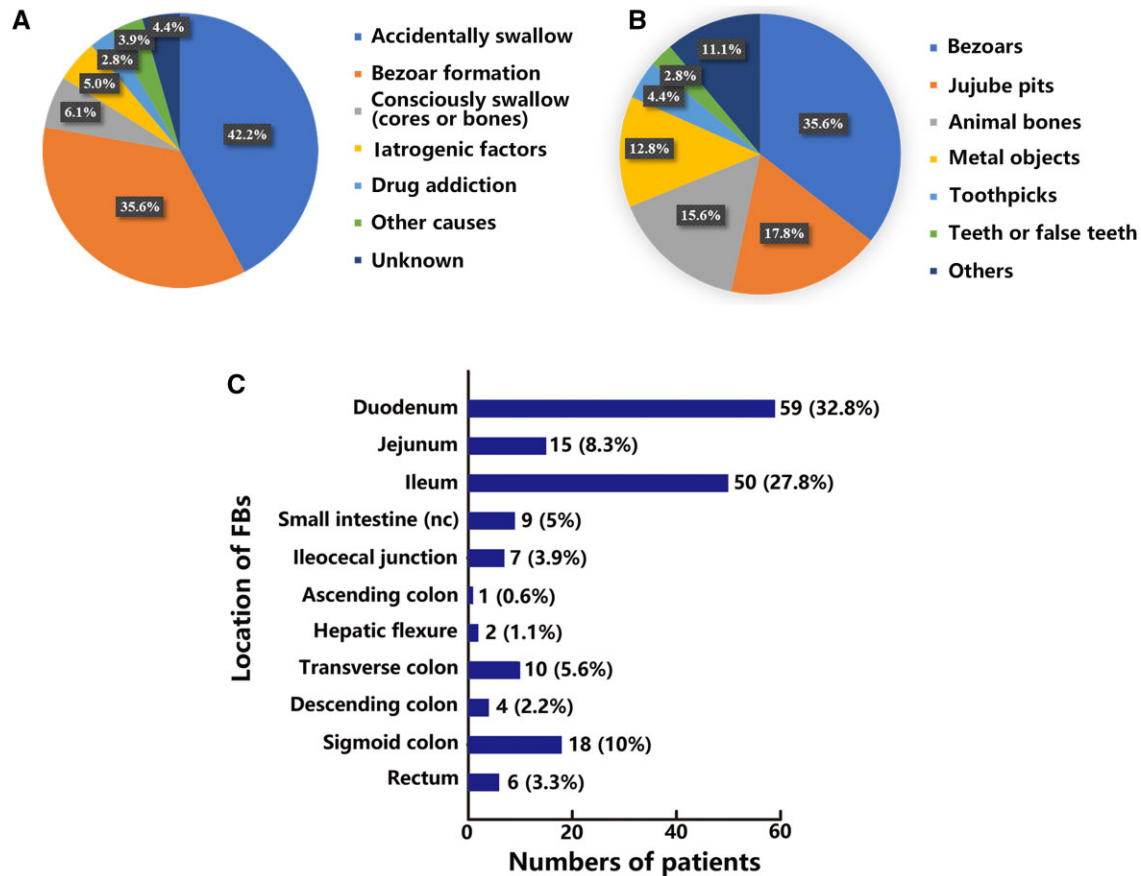 A
4.4%
3.9%
2.8%
5.0%
6.1%
42.2%
35.6%
Accidentally swallow
Bezoar formation
Consciously swallow
(cores or bones)
Iatrogenic factors
Drug addiction
Other causes
Unknown
B
11.1%
2.8%
4.4%
12.8%
15.6%
17.8%
35.6%
Bezoars
Jujube pits
Animal bones
Metal objects
Toothpicks
Teeth or false teeth
Others
C
Location of FBs
Duodenum 59 (32.8%)
Jejunum 15 (8.3%)
Ileum 50 (27.8%)
Small intestine (nc) 9 (5%)
Ileocecal junction 7 (3.9%)
Ascending colon 1 (0.6%)
Hepatic flexure 2 (1.1%)
Transverse colon 10 (5.6%)
Descending colon 4 (2.2%)
Sigmoid colon 18 (10%)
Rectum 6 (3.3%)
0 20 40 60
Numbers of patients